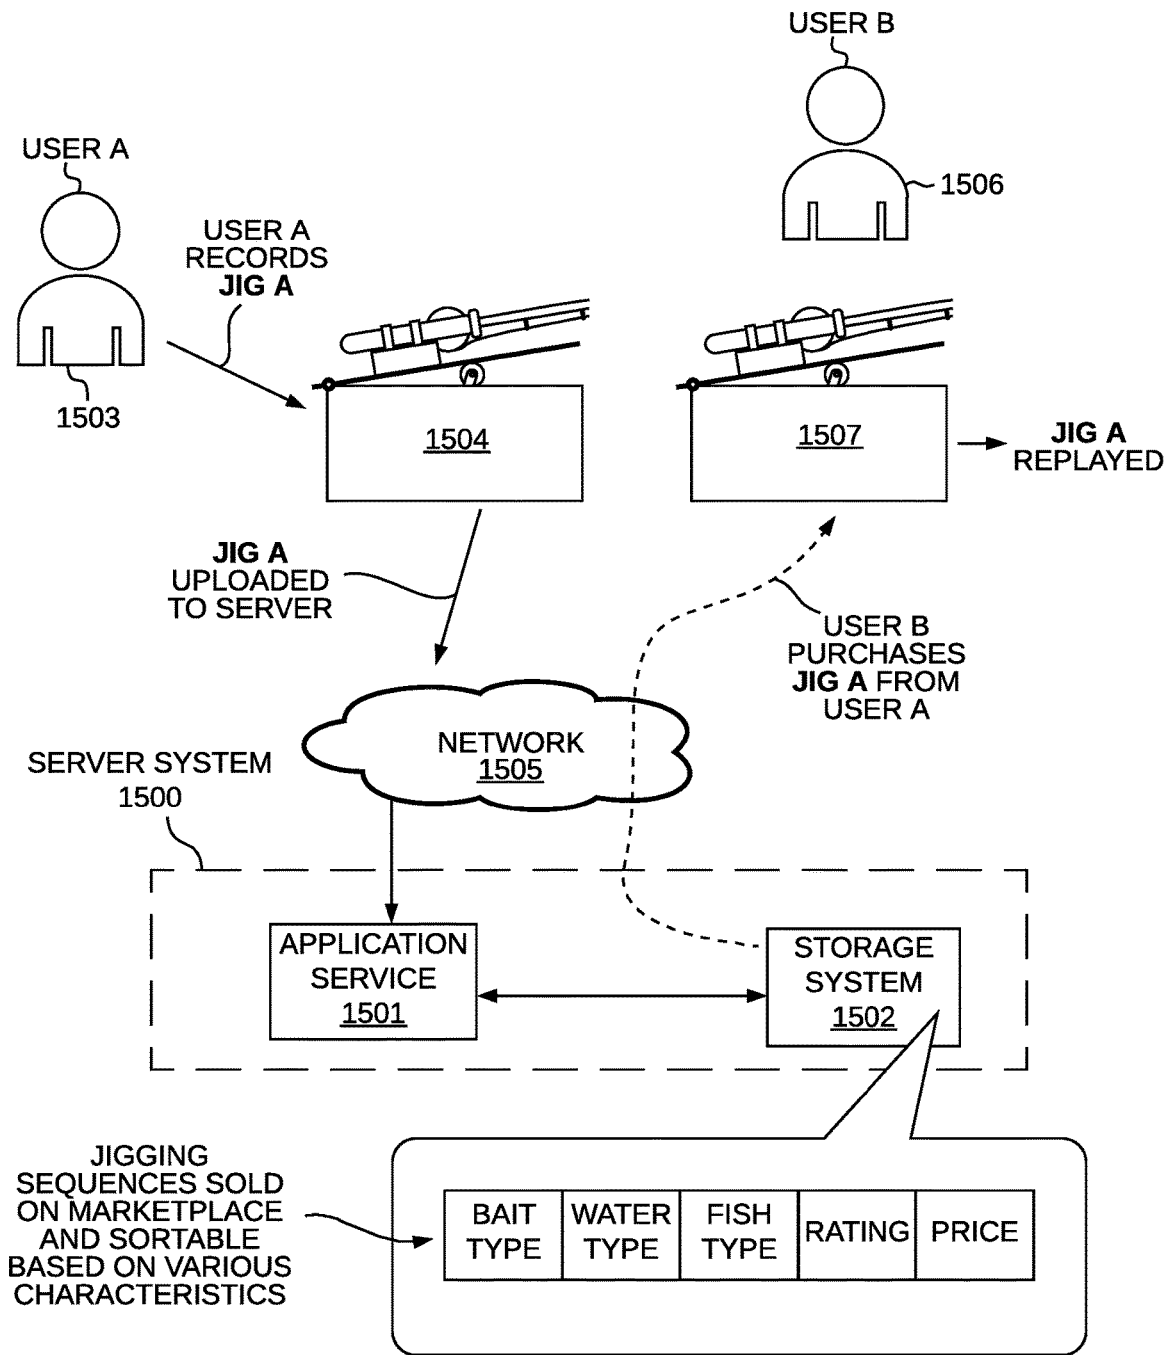 USER B
USER A
1506
USER A
RECORDS
JIG A
1503
1504
1507
JIG A
REPLAYED
JIG A
UPLOADED
TO SERVER
USER B
PURCHASES
JIG A FROM
USER A
NETWORK
1505
SERVER SYSTEM
1500
APPLICATION
SERVICE
1501
STORAGE
SYSTEM
1502
JIGGING
SEQUENCES SOLD
ON MARKETPLACE
AND SORTABLE
BASED ON VARIOUS
CHARACTERISTICS
BAIT
TYPE
WATER
TYPE
FISH
TYPE
RATING
PRICE